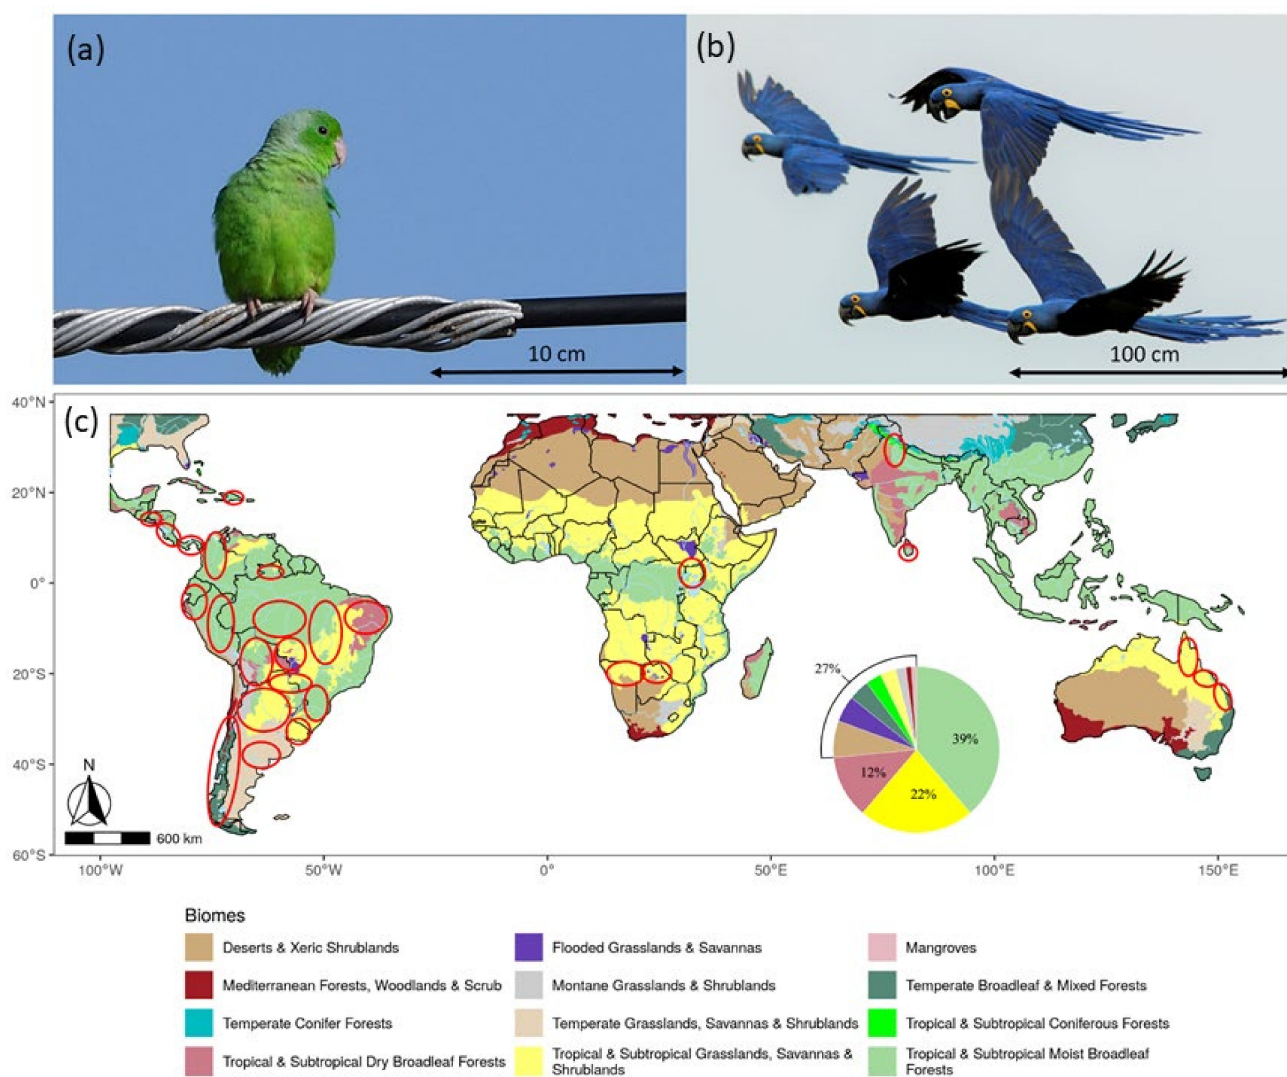 (a)
(b)
10 cm
100 cm
(c)
40°N
20°N
0°
20°S
40°S
60°S
27%
39%
12%
22%
N
600 km
100°W
50°W
0°
50°E
100°E
150°E
Biomes
Deserts & Xeric Shrublands
Flooded Grasslands & Savannas
Mangroves
Mediterranean Forests, Woodlands & Scrub
Montane Grasslands & Shrublands
Temperate Broadleaf & Mixed Forests
Temperate Conifer Forests
Temperate Grasslands, Savannas & Shrublands
Tropical & Subtropical Coniferous Forests
Tropical & Subtropical Dry Broadleaf Forests
Tropical & Subtropical Grasslands, Savannas &
Shrublands
Tropical & Subtropical Moist Broadleaf
Forests